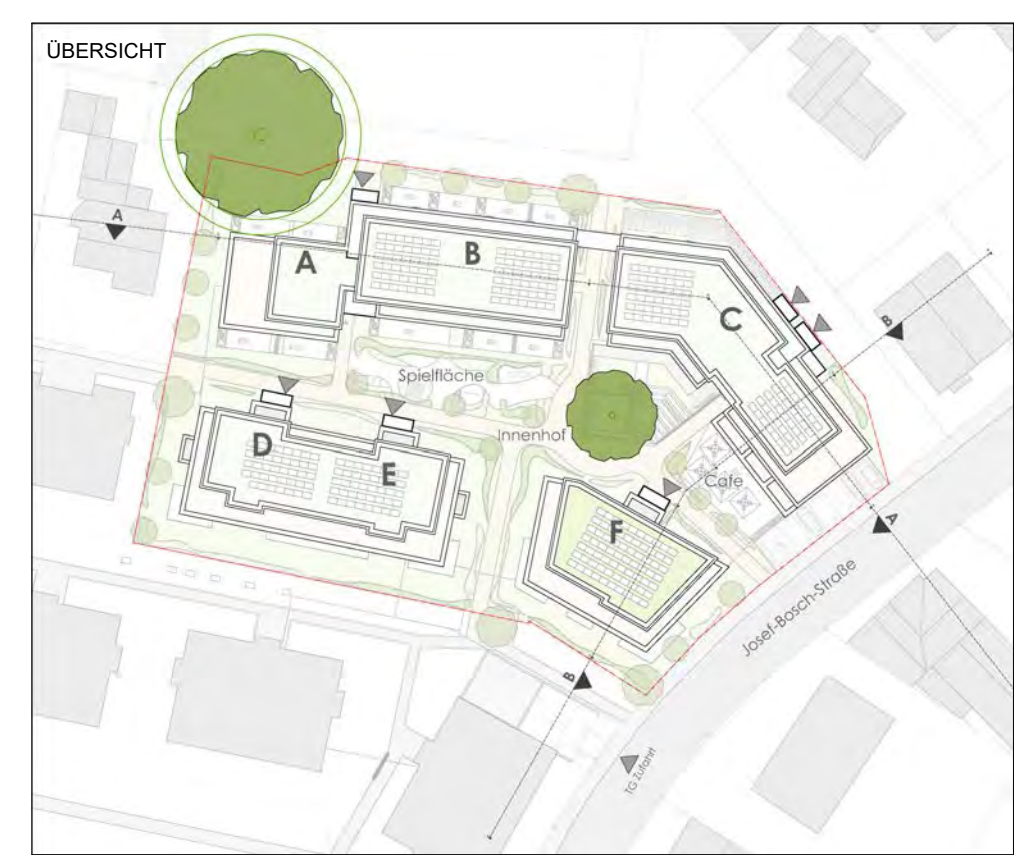 ÜBERSICHT
A
A
B
C
B
Spielfläche
Innenhof
D
E
Cafe
F
A
Josef-Bosch-Straße
B
TG Zufahrt